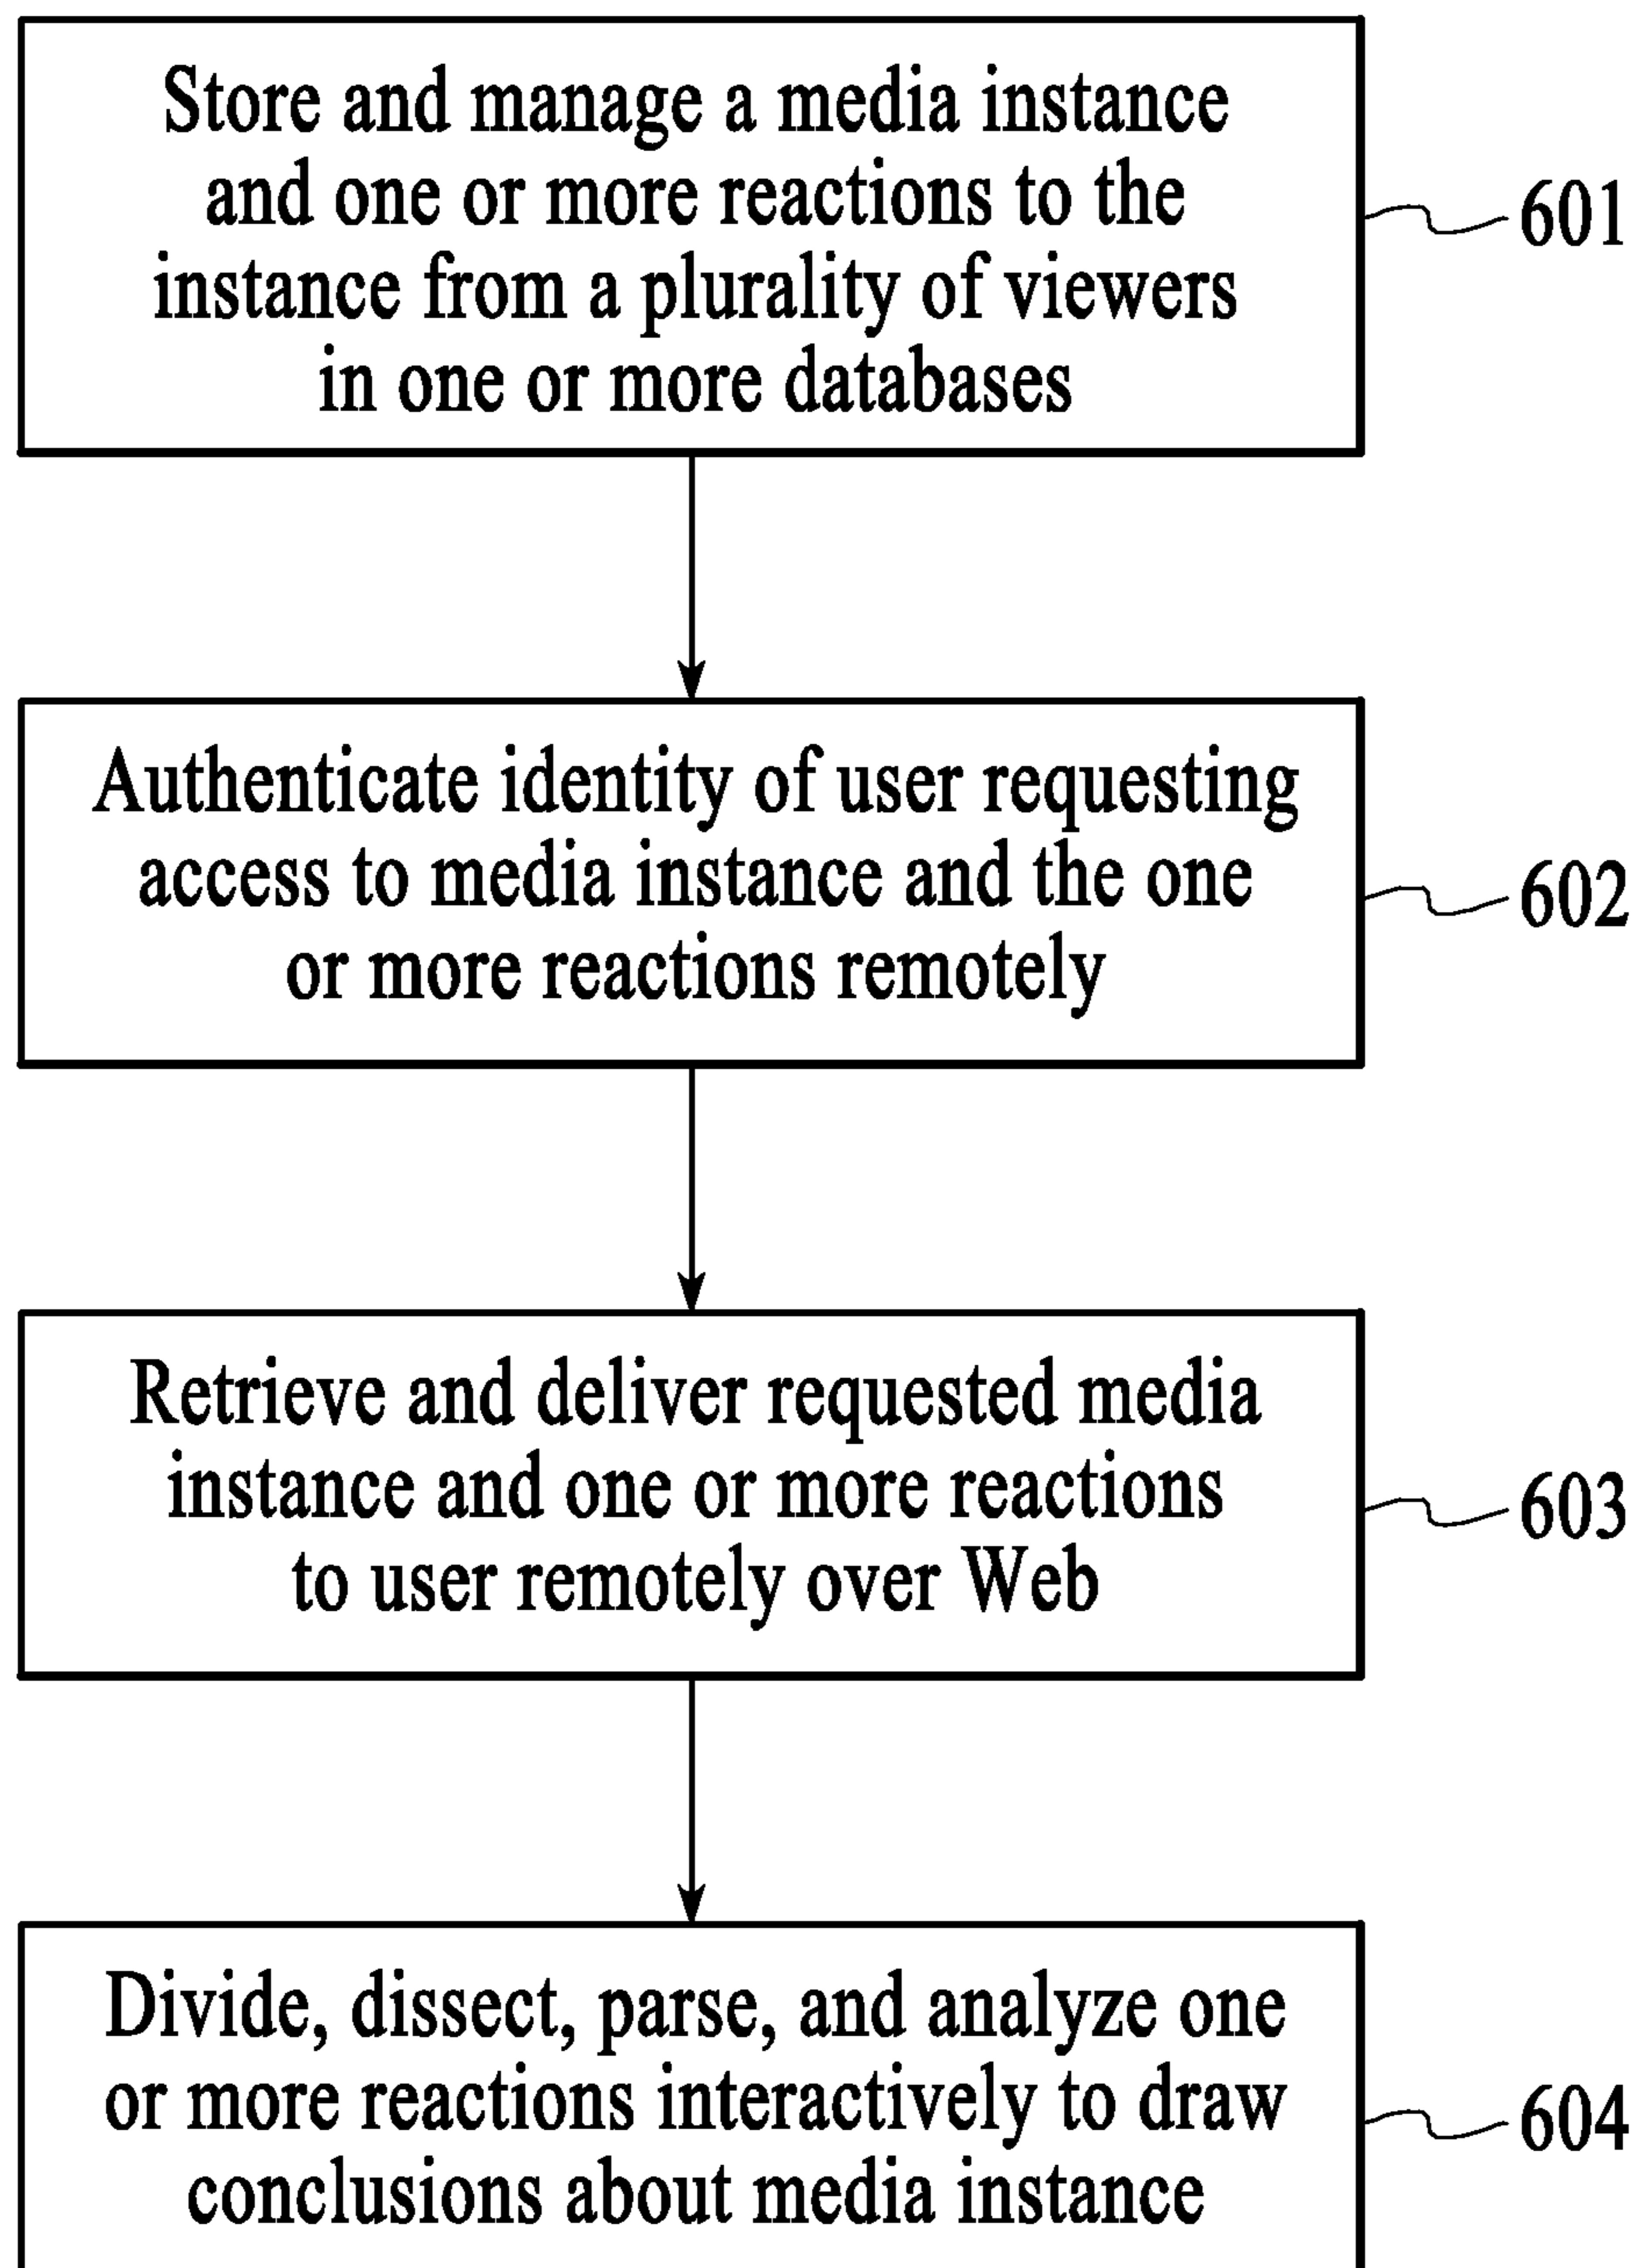 Store and manage a media instance
and one or more reactions to the
instance from a plurality of viewers
in one or more databases
601
Authenticate identity of user requesting
access to media instance and the one
or more reactions remotely
602
Retrieve and deliver requested media
instance and one or more reactions
to user remotely over Web
603
Divide, dissect, parse, and analyze one
or more reactions interactively to draw
conclusions about media instance
604